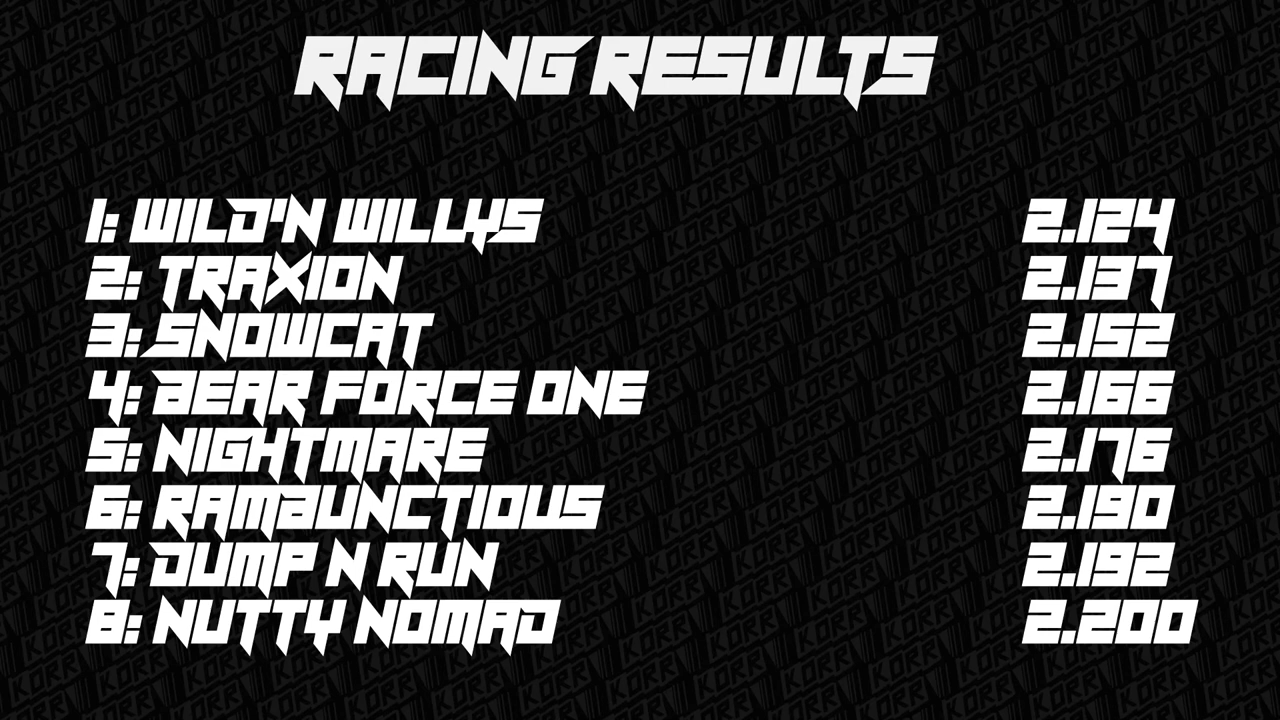 RACING RESULTS
1: WILD'N WILLYS 2.124
2: TRAXION 2.137
3: SNOWCAT 2.152
4: BEAR FORCE ONE 2.166
5: NIGHTMARE 2.176
6: RAMBUNCTIOUS 2.190
7: JUMP N RUN 2.192
8: NUTTY NOMAD 2.200
KORR